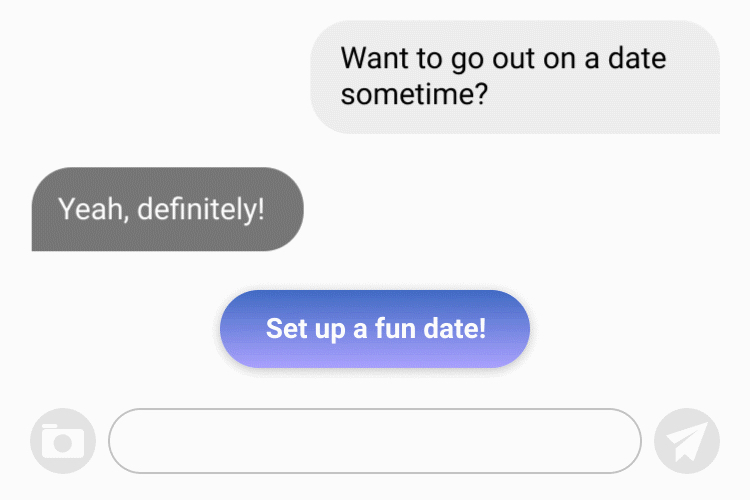 Want to go out on a date
sometime?
Yeah, definitely!
Set up a fun date!